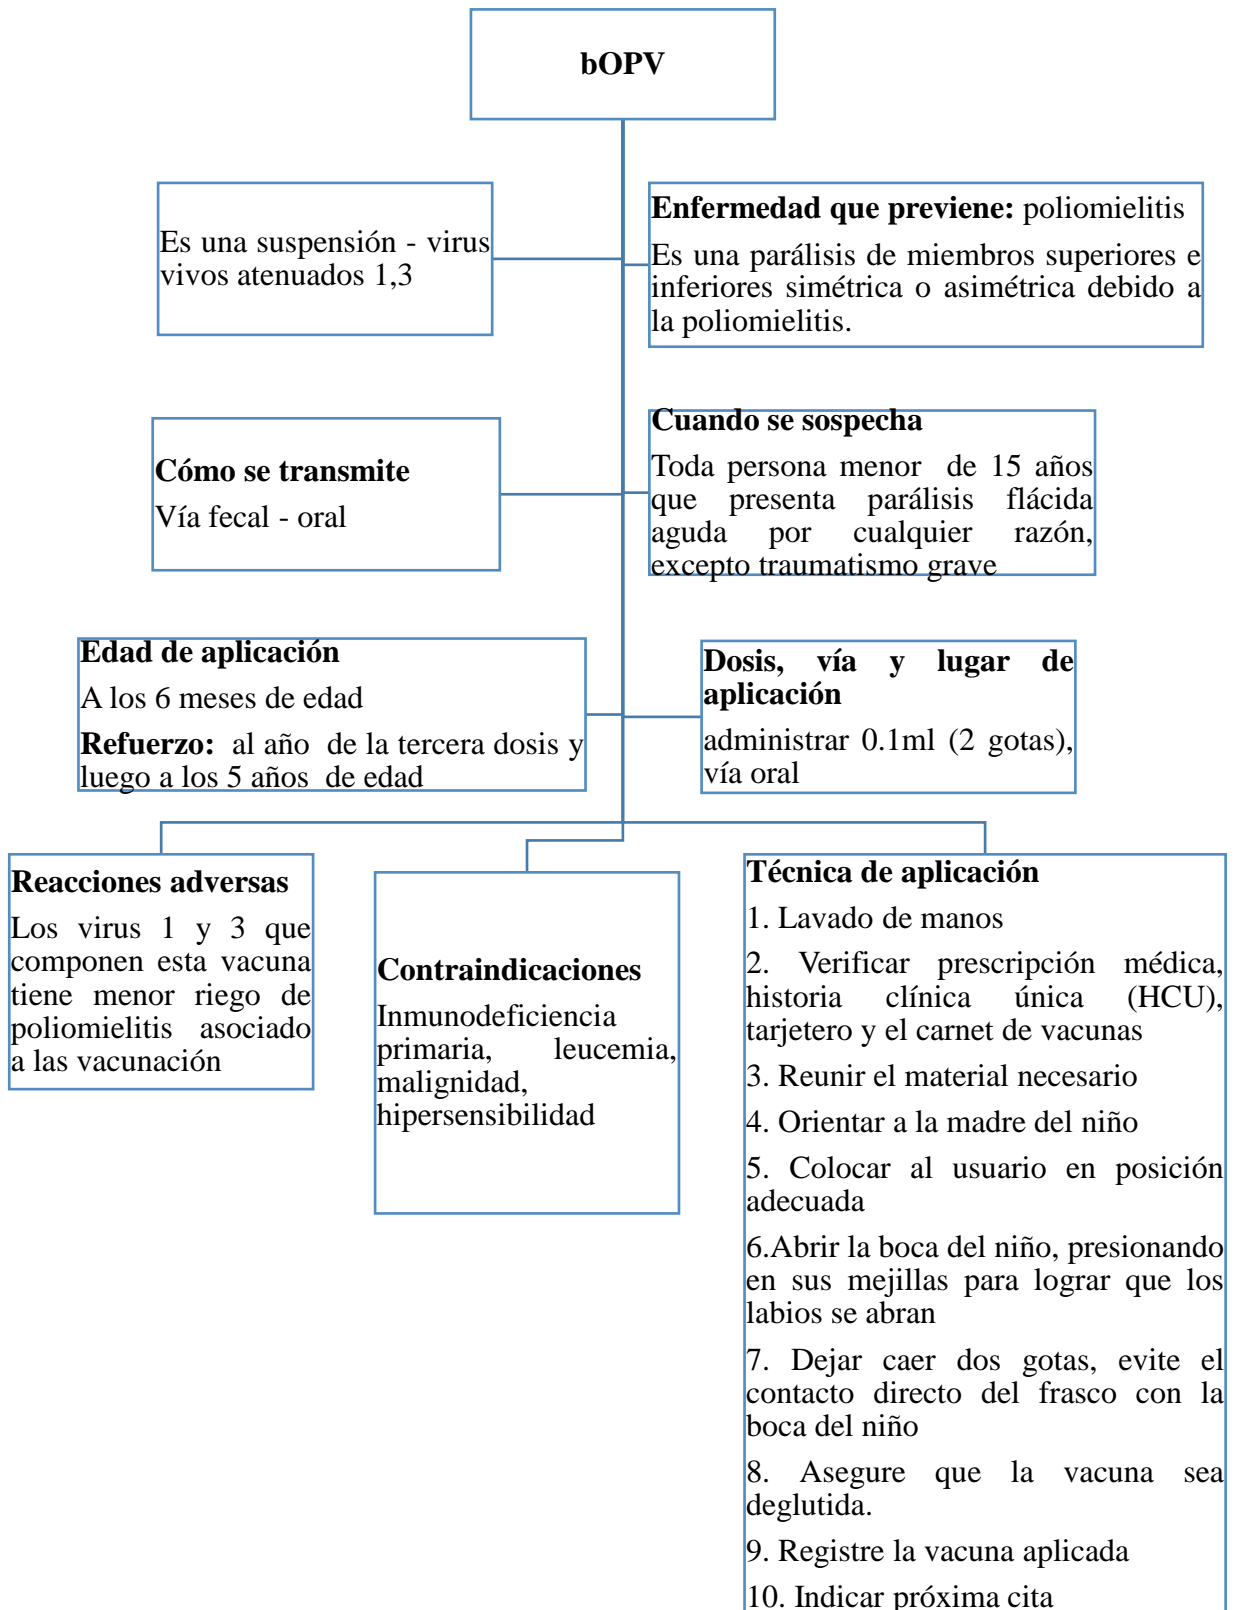 bOPV
Es una suspensión - virus
vivos atenuados 1,3
Enfermedad que previene: poliomielitis
Es una parálisis de miembros superiores e
inferiores simétrica o asimétrica debido a
la poliomielitis.
Cómo se transmite
Vía fecal - oral
Cuando se sospecha
Toda persona menor de 15 años
que presenta parálisis flácida
aguda por cualquier razón,
excepto traumatismo grave
Edad de aplicación
A los 6 meses de edad
Refuerzo: al año de la tercera dosis y
luego a los 5 años de edad
Dosis, vía y lugar de
aplicación
administrar 0.1ml (2 gotas),
vía oral
Reacciones adversas
Los virus 1 y 3 que
componen esta vacuna
tiene menor riego de
poliomielitis asociado
a las vacunación
Contraindicaciones
Inmunodeficiencia
primaria, leucemia,
malignidad,
hipersensibilidad
Técnica de aplicación
1. Lavado de manos
2. Verificar prescripción médica,
historia clínica única (HCU),
tarjetero y el carnet de vacunas
3. Reunir el material necesario
4. Orientar a la madre del niño
5. Colocar al usuario en posición
adecuada
6.Abrir la boca del niño, presionando
en sus mejillas para lograr que los
labios se abran
7. Dejar caer dos gotas, evite el
contacto directo del frasco con la
boca del niño
8. Asegure que la vacuna sea
deglutida.
9. Registre la vacuna aplicada
10. Indicar próxima cita